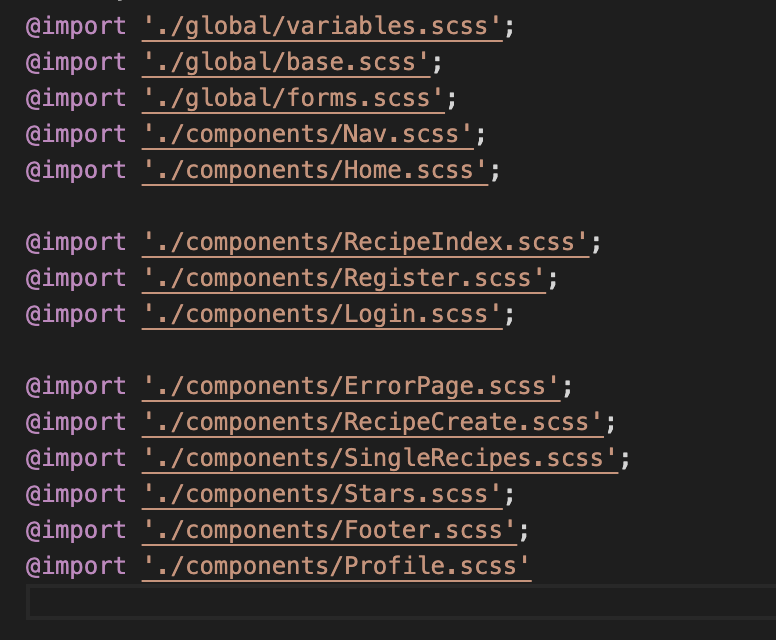 @import './global/variables.scss';
@import './global/base.scss';
@import './global/forms.scss';
@import './components/Nav.scss';
@import './components/Home.scss';
@import './components/RecipeIndex.scss';
@import './components/Register.scss';
@import './components/Login.scss';
@import './components/ErrorPage.scss';
@import './components/RecipeCreate.scss';
@import './components/SingleRecipes.scss';
@import './components/Stars.scss';
@import './components/Footer.scss';
@import './components/Profile.scss'